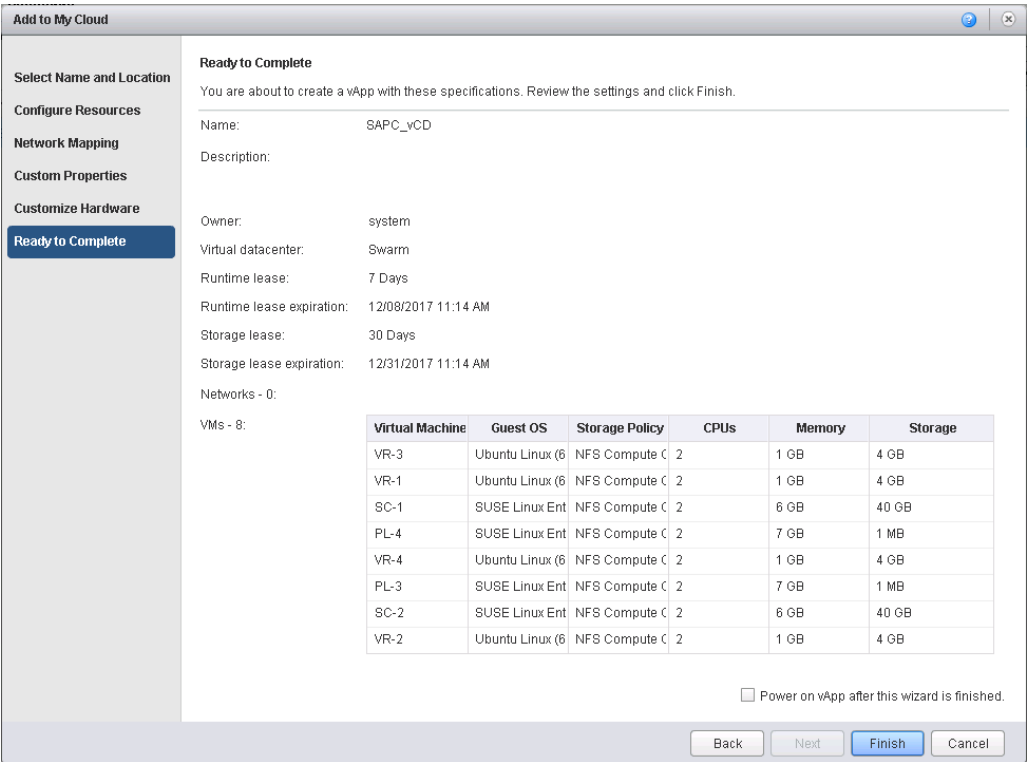 Add to My Cloud
Select Name and Location
Configure Resources
Network Mapping
Custom Properties
Customize Hardware
Ready to Complete
Ready to Complete
You are about to create a vApp with these specifications. Review the settings and click Finish.
Name: SAPC_vCD
Description:
Owner: system
Virtual datacenter: Swarm
Runtime lease: 7 Days
Runtime lease expiration: 12/08/2017 11:14 AM
Storage lease: 30 Days
Storage lease expiration: 12/31/2017 11:14 AM
Networks - 0:
VMs - 8:
Virtual Machine Guest OS Storage Policy CPUs Memory Storage
VR-3 Ubuntu Linux (6 NFS Compute C 2 1 GB 4 GB
VR-1 Ubuntu Linux (6 NFS Compute C 2 1 GB 4 GB
SC-1 SUSE Linux Ent NFS Compute C 2 6 GB 40 GB
PL-4 SUSE Linux Ent NFS Compute C 2 7 GB 1 MB
VR-4 Ubuntu Linux (6 NFS Compute C 2 1 GB 4 GB
PL-3 SUSE Linux Ent NFS Compute C 2 7 GB 1 MB
SC-2 SUSE Linux Ent NFS Compute C 2 6 GB 40 GB
VR-2 Ubuntu Linux (6 NFS Compute C 2 1 GB 4 GB
Power on vApp after this wizard is finished.
Back Next Finish Cancel